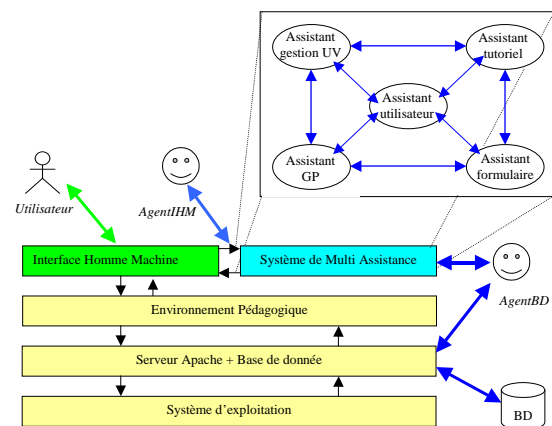 Assistant
gestion UV
Assistant
tutoriel
Assistant
utilisateur
Assistant
GP
Assistant
formulaire
Utilisateur
AgentIHM
Interface Homme Machine
Système de Multi Assistance
AgentBD
Environnement Pédagogique
Serveur Apache + Base de donnée
Système d'exploitation
BD